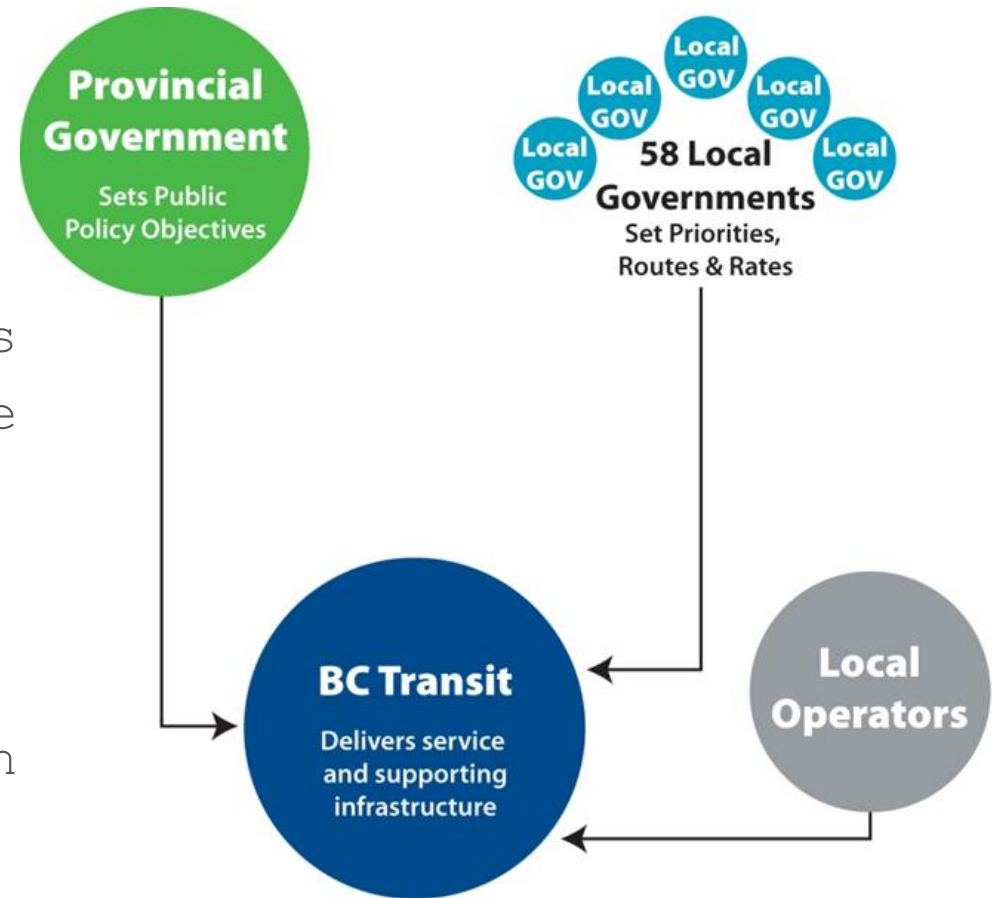 Provincial
Government
Sets Public
Policy Objectives
Local
GOV
Local
GOV
Local
GOV
Local
GOV
Local
GOV
58 Local
Governments
Set Priorities,
Routes & Rates
s
e
n
BC Transit
Delivers service
and supporting
infrastructure
Local
Operators